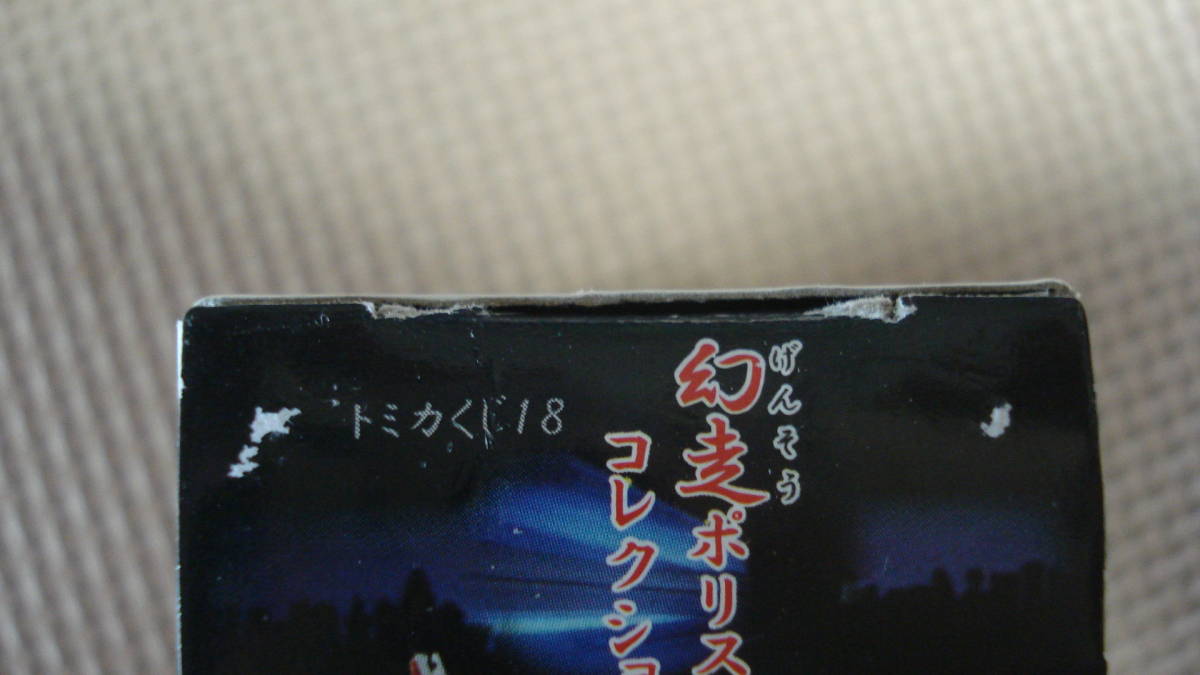 トミカくじ18
げんそう
幻走ポリス
コレクショ